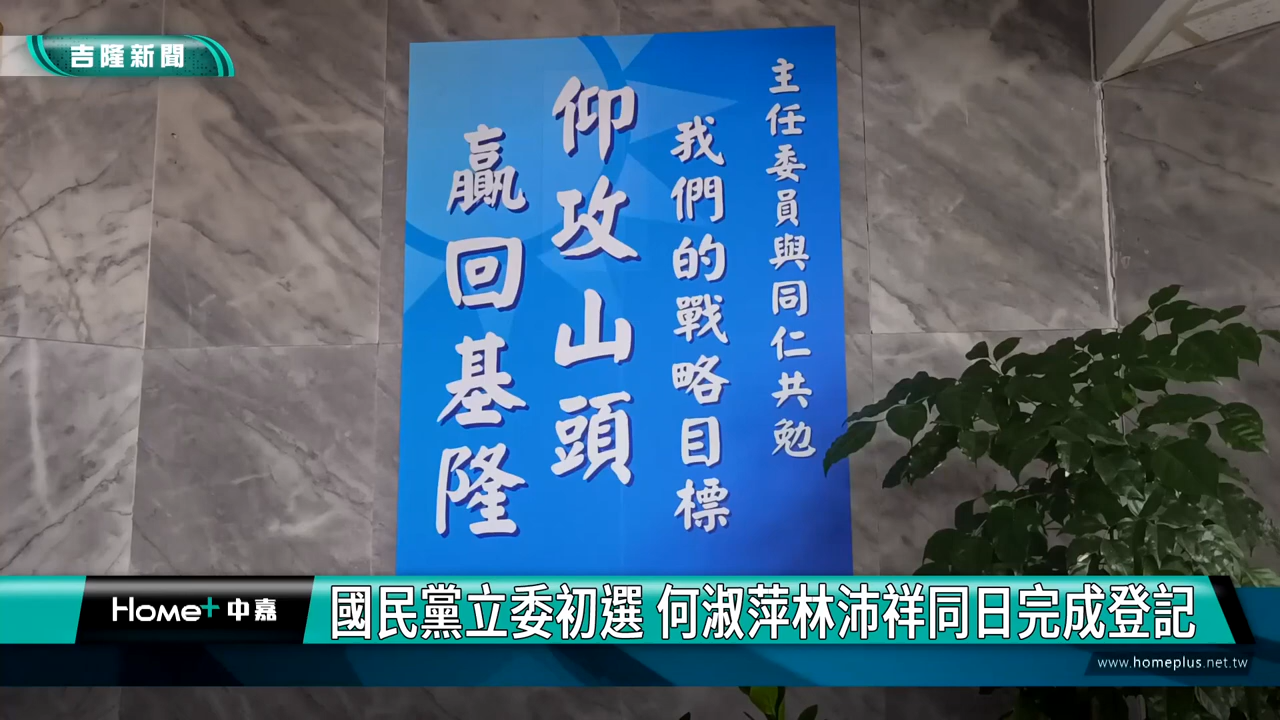 吉隆新聞
主任委員與同仁共勉
我們的戰略目標
仰攻山頭
贏回基隆
Home+ 中嘉
國民黨立委初選 何淑萍林沛祥同日完成登記
www.homeplus.net.tw